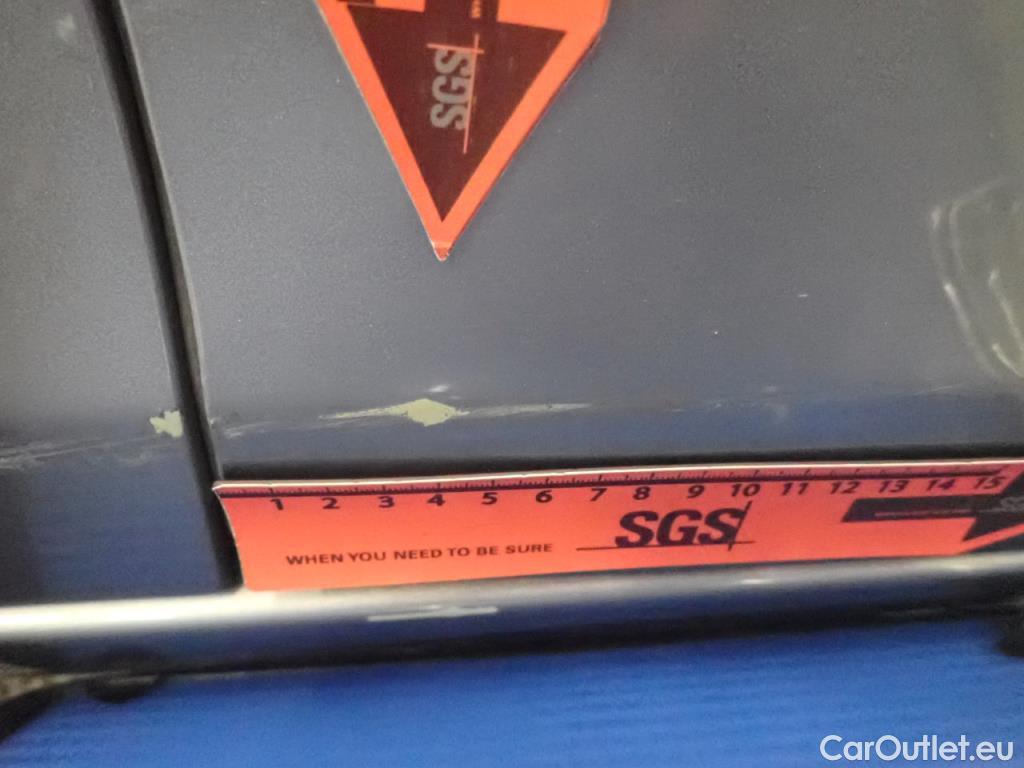 SGS
1 2 3 4 5 6 7 8 9 10 11 12 13 14 15
SGS
WHEN YOU NEED TO BE SURE
CarOutlet.eu